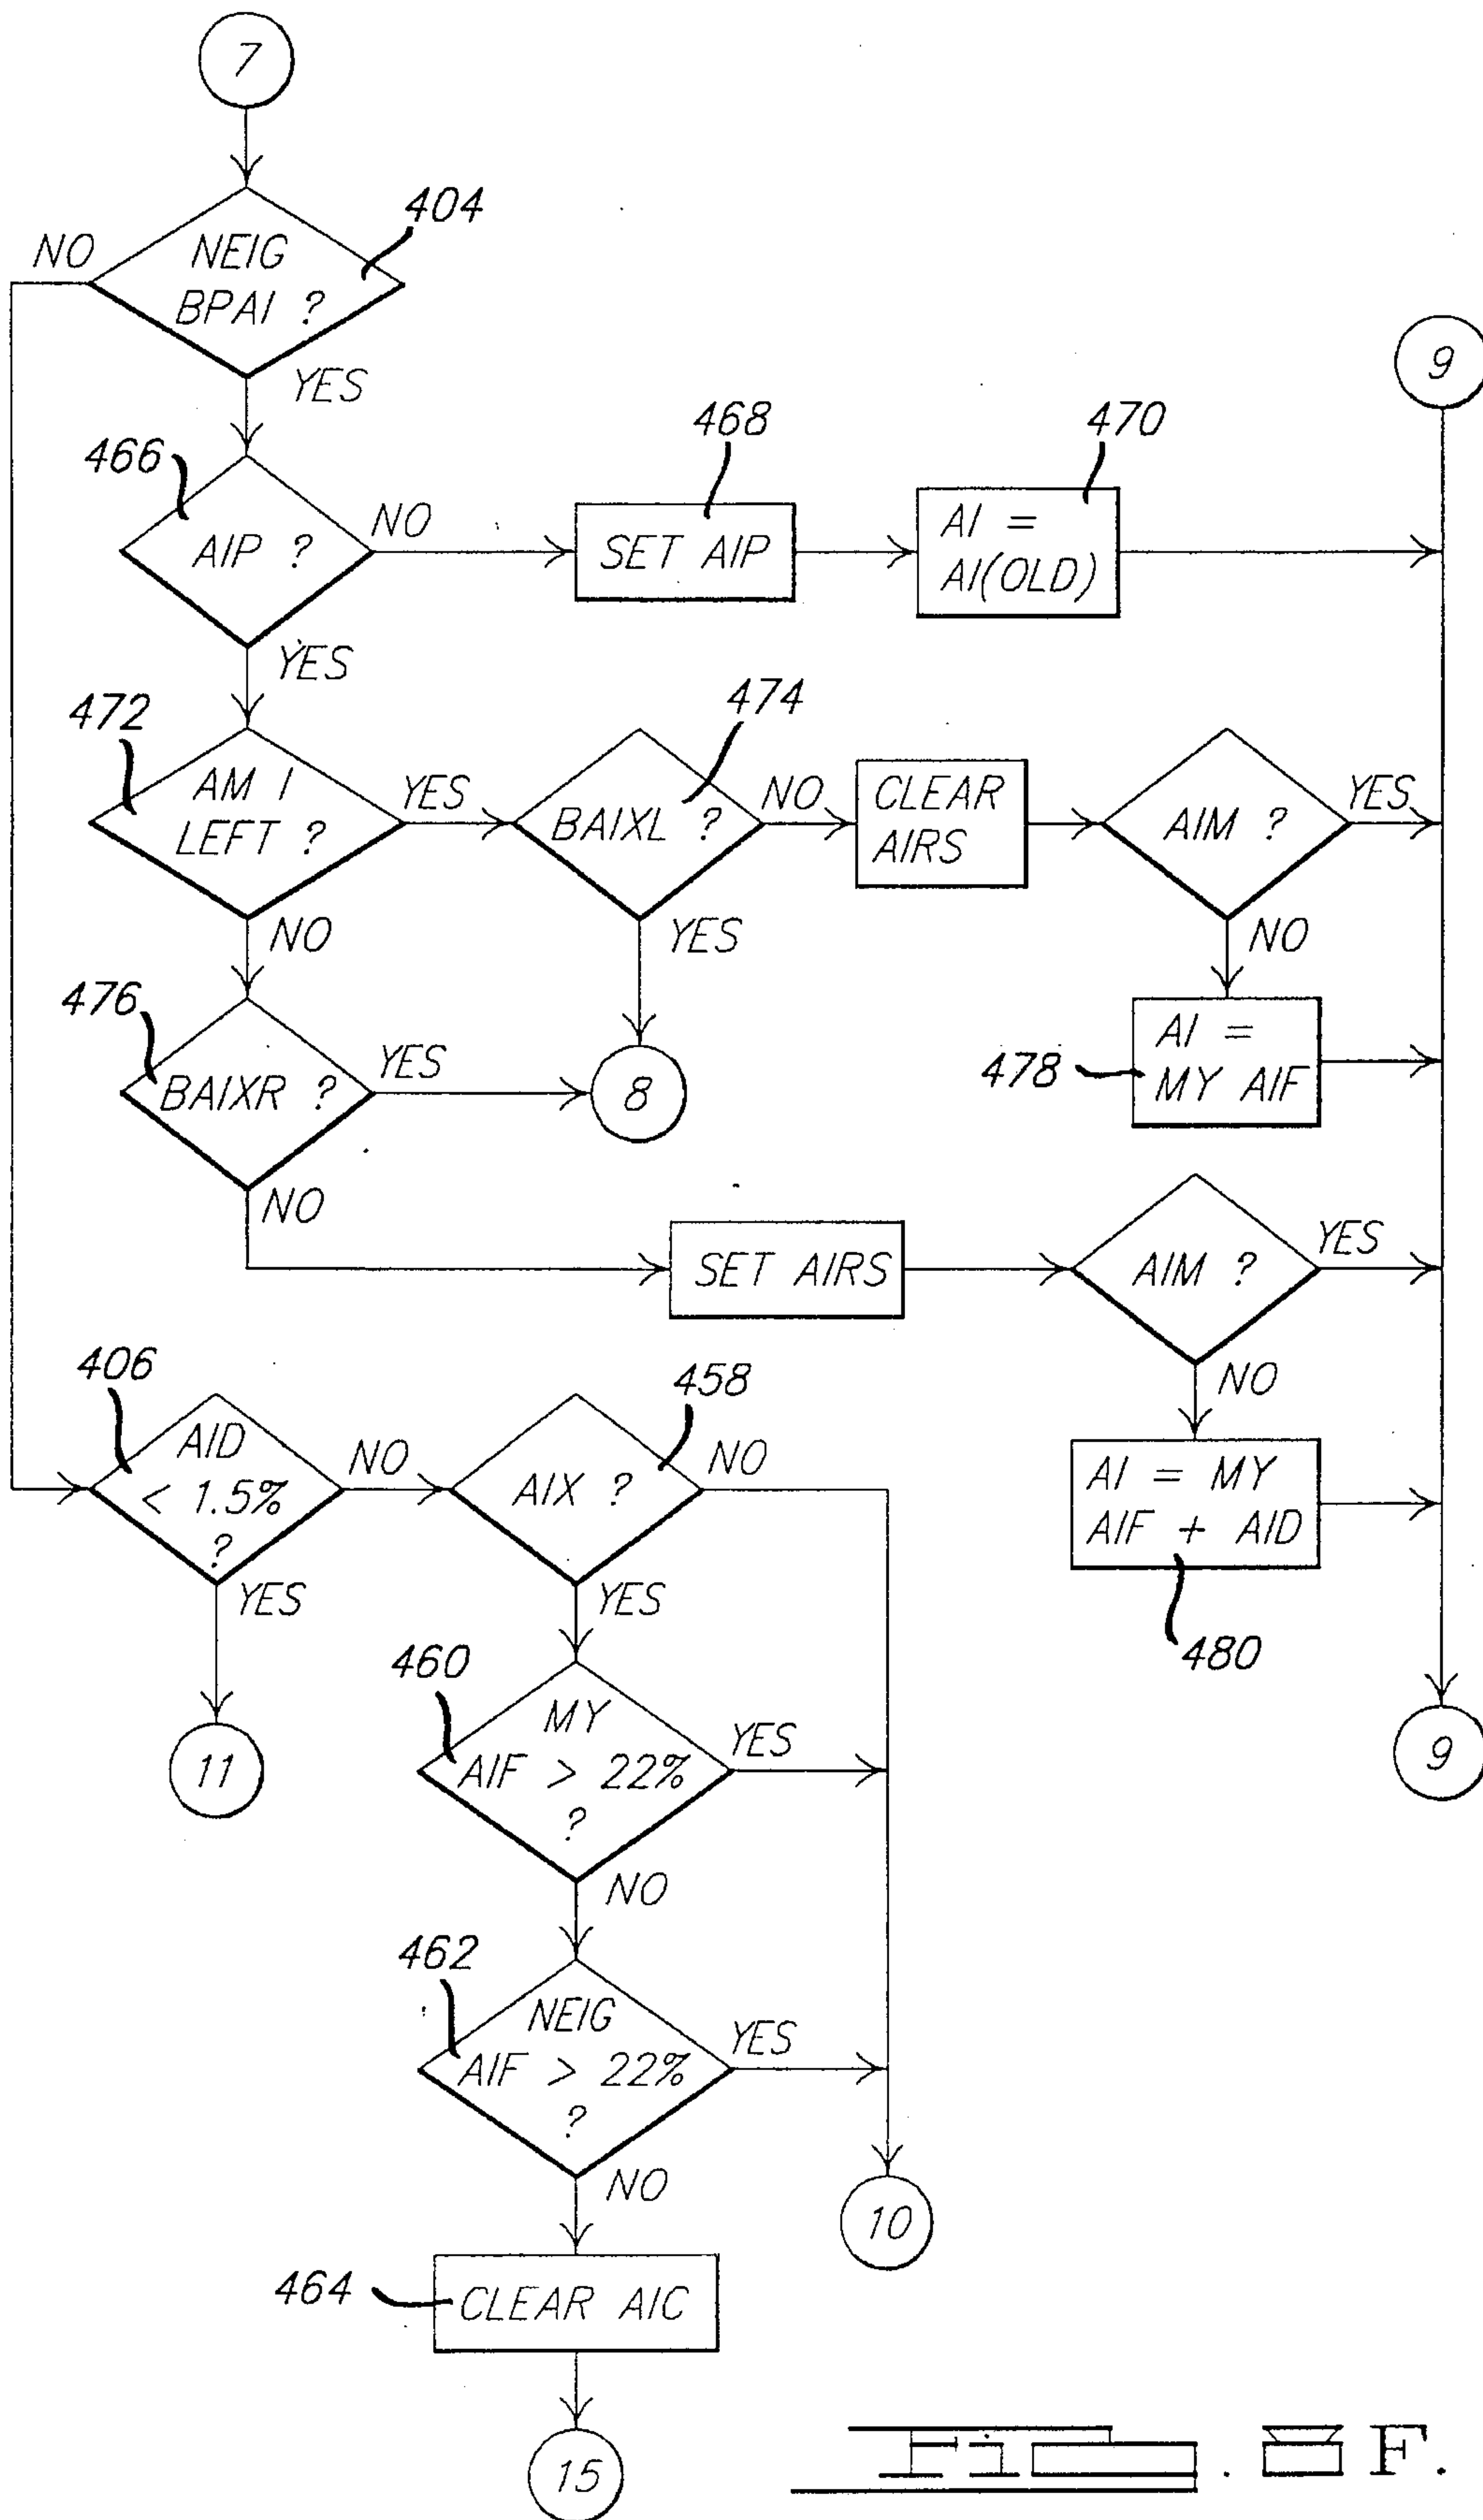 7
404
NO
NEIG
BPAI ?
YES
9
466
AIP ?
NO
468
SET AIP
470
AI =
AI(OLD)
YES
472
AM I
LEFT ?
YES
474
BAIXL ?
NO
CLEAR
AIRS
AIM ?
YES
NO
YES
NO
476
BAIXR ?
YES
8
478
AI =
MY AIF
NO
SET AIRS
AIM ?
YES
NO
406
AID
< 1.5%
?
NO
458
AIX ?
NO
AI = MY
AIF + AID
480
YES
YES
11
460
MY
AIF > 22%
?
YES
9
NO
462
NEIG
AIF > 22%
?
YES
NO
10
464
CLEAR AIC
15
F.